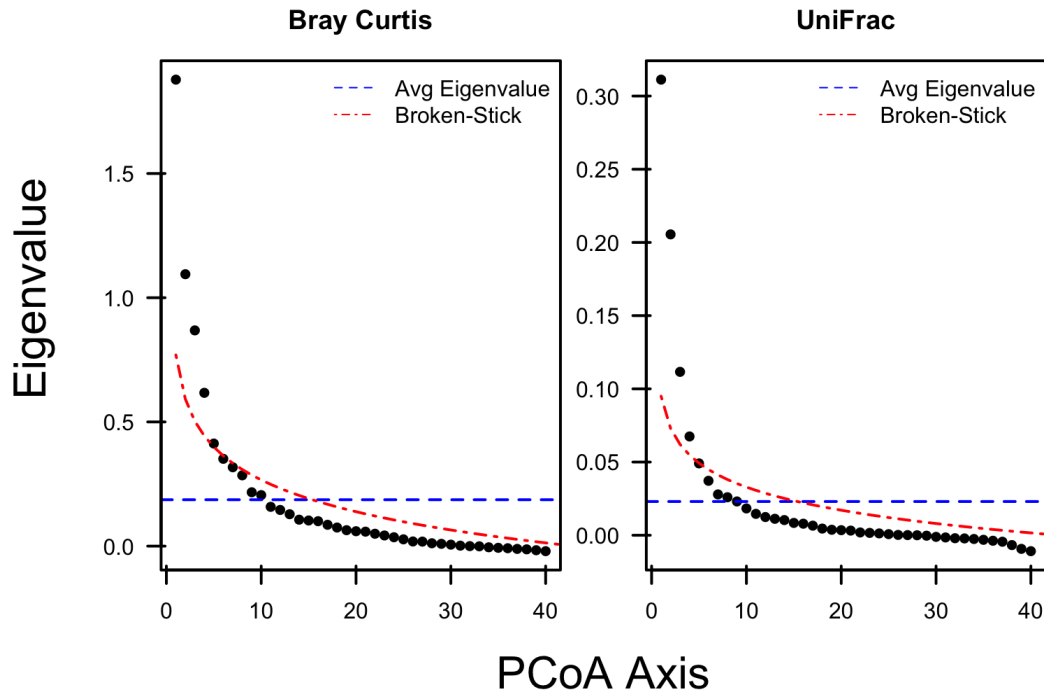 Bray Curtis
UniFrac
Avg Eigenvalue
Broken-Stick
Avg Eigenvalue
Broken-Stick
Eigenvalue
1.5
1.0
0.5
0.0
0.30
0.25
0.20
0.15
0.10
0.05
0.00
0 10 20 30 40
0 10 20 30 40
PCoA Axis